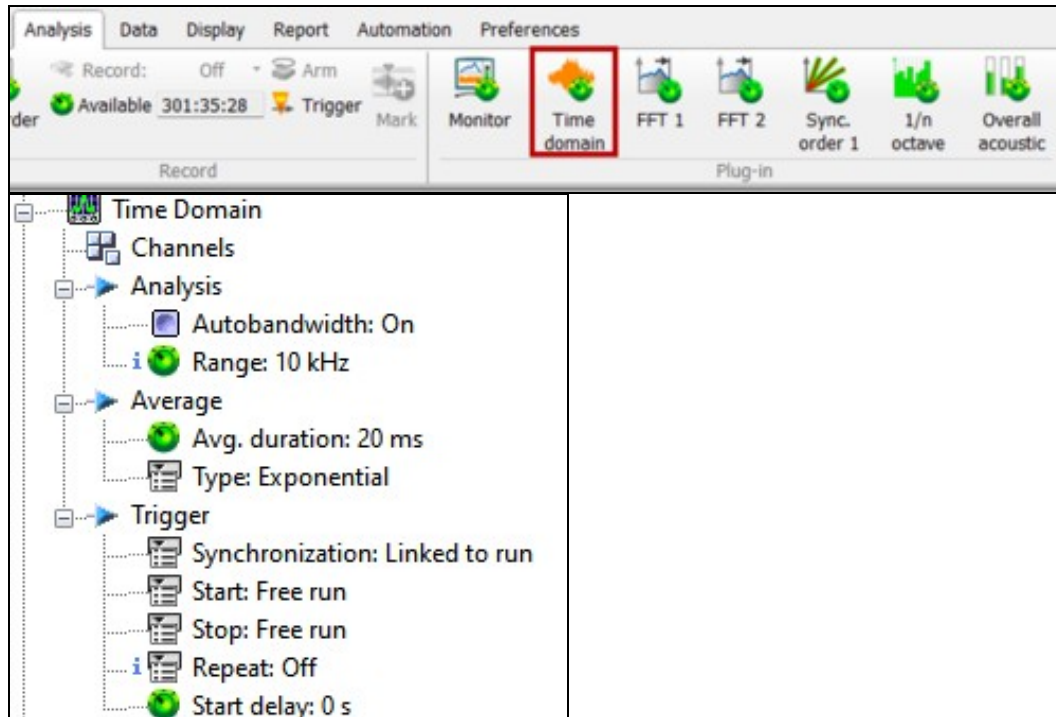 Analysis Data Display Report Automation Preferences
Record: Off Arm
der Available 301:35:28 Trigger Mark Monitor Time domain FFT 1 FFT 2 Sync. order 1 1/n octave Overall acoustic
Record Plug-in
Time Domain
Channels
Analysis
Autobandwidth: On
i Range: 10 kHz
Average
Avg. duration: 20 ms
Type: Exponential
Trigger
Synchronization: Linked to run
Start: Free run
Stop: Free run
i Repeat: Off
Start delay: 0 s